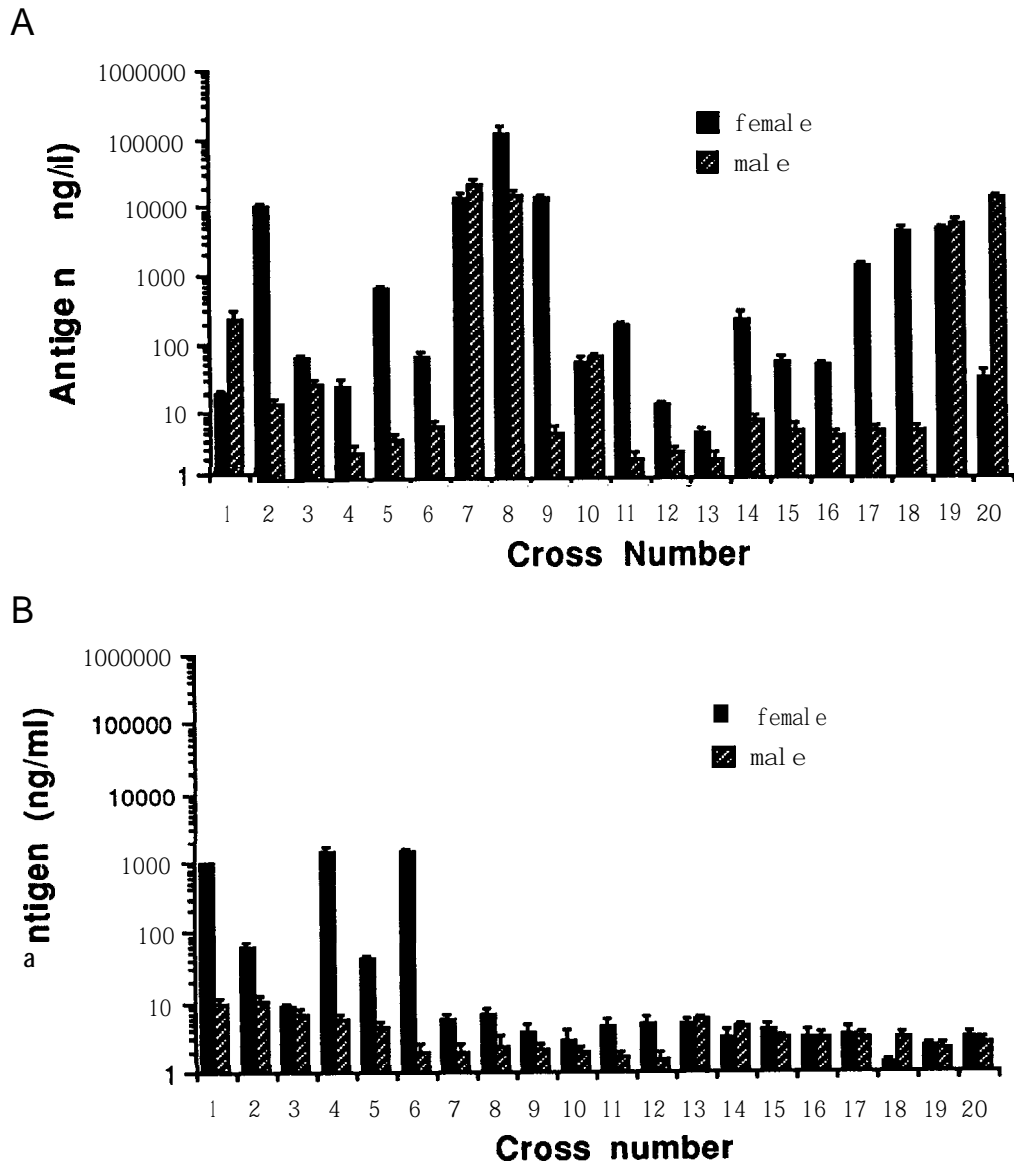 A
1000000
100000
10000
1000
100
10
1
Antige n ng/ll)
female
male
1 2 3 4 5 6 7 8 9 10 11 12 13 14 15 16 17 18 19 20
Cross Number
B
1000000
100000
10000
1000
100
10
1
antigen (ng/ml)
female
male
1 2 3 4 5 6 7 8 9 10 11 12 13 14 15 16 17 18 19 20
Cross number